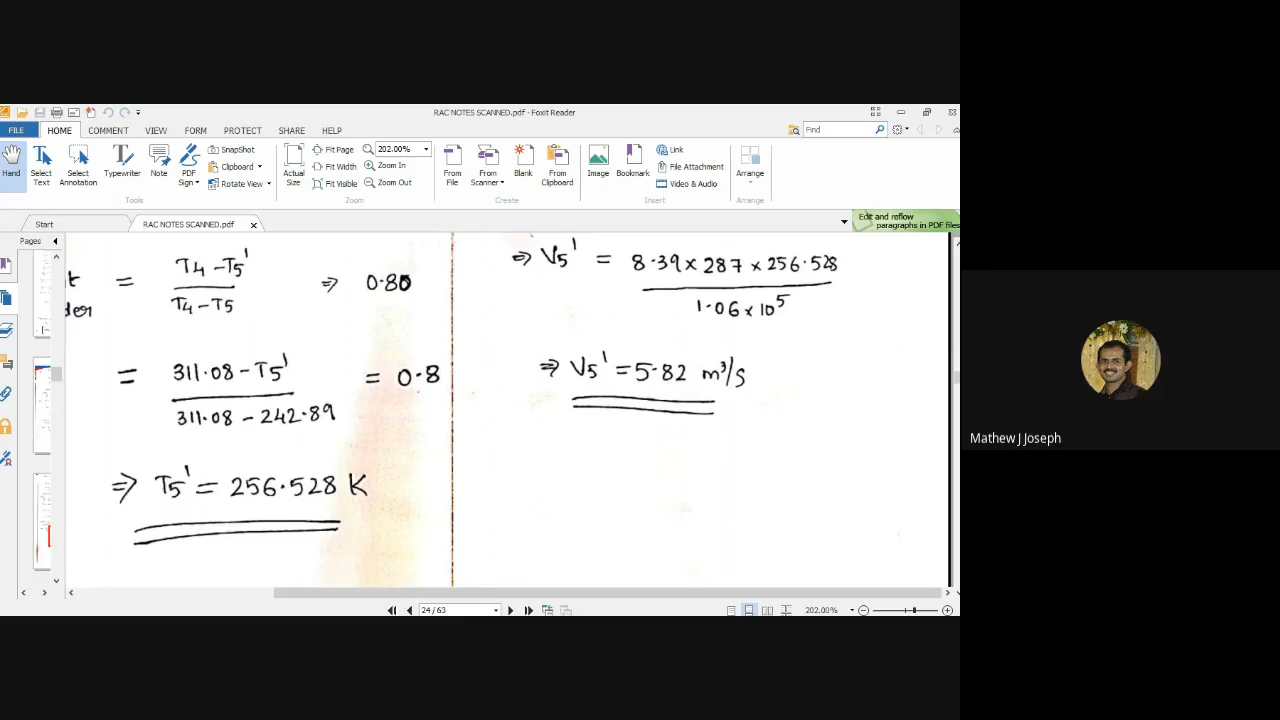 RAC NOTES SCANNED.pdf - Foxit Reader
FILE HOME COMMENT VIEW FORM PROTECT SHARE HELP
Find
Hand
Select Text
Select Annotation
Typewriter
Note
PDF Sign
SnapShot
Clipboard
Rotate View
Tools
Actual Size
Fit Page
Fit Width
Fit Visible
202.00%
Zoom In
Zoom Out
Zoom
From File
From Scanner
Blank
From Clipboard
Create
Image
Bookmark
Link
File Attachment
Video & Audio
Insert
Arrange
Arrange
Start
RAC NOTES SCANNED.pdf
Edit and reflow
paragraphs in PDF files
Pages
= T4 - T5' / T4 - T5 ⇒ 0.80
der
= 311.08 - T5' / 311.08 - 242.89 = 0.8
⇒ T5' = 256.528 K
⇒ V5' = 8.39 x 287 x 256.528 / 1.06 x 10^5
⇒ V5' = 5.82 m³/s
24 / 63
202.00%
Mathew J Joseph